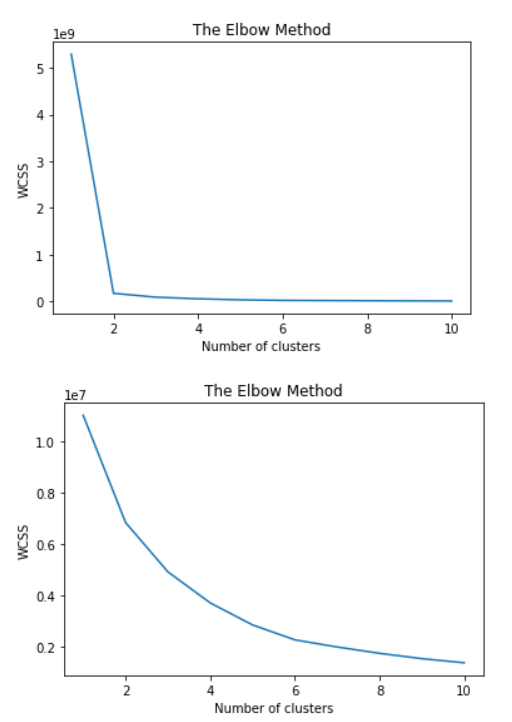 The Elbow Method
1e9
5
4
3
2
1
0
WCSS
2 4 6 8 10
Number of clusters
The Elbow Method
1e7
1.0
0.8
0.6
0.4
0.2
WCSS
2 4 6 8 10
Number of clusters